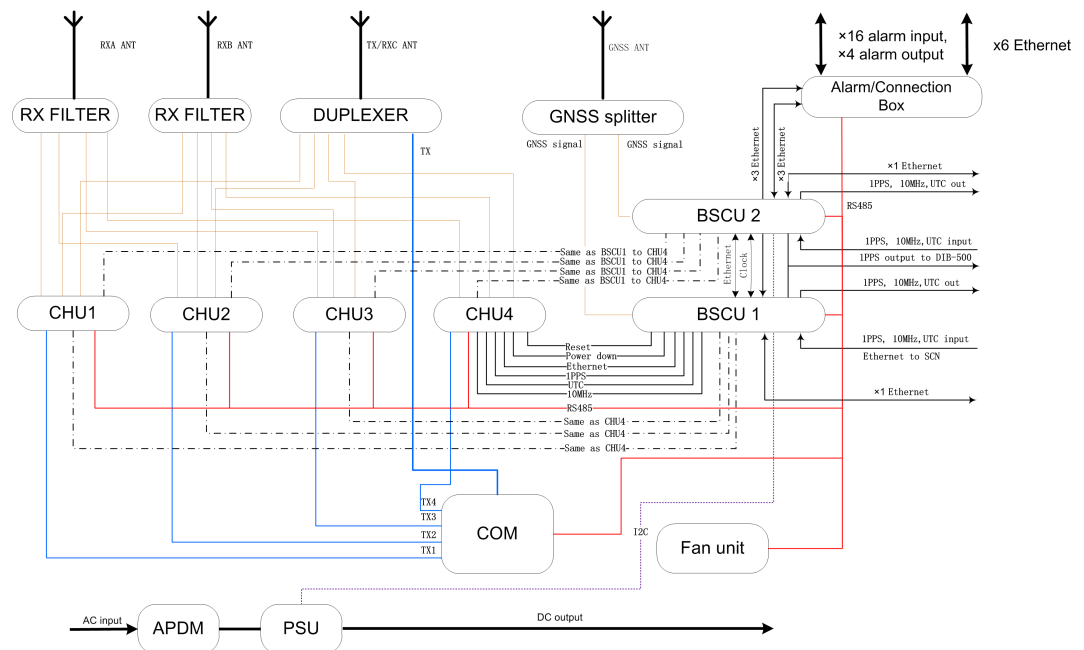 RXA ANT
RXB ANT
TX/RXC ANT
GNSS ANT
×16 alarm input,
×4 alarm output
x6 Ethernet
RX FILTER
RX FILTER
DUPLEXER
GNSS splitter
Alarm/Connection
Box
TX
GNSS signal
GNSS signal
×3 Ethernet
×3 Ethernet
×1 Ethernet
1PPS, 10MHz,UTC out
RS485
BSCU 2
1PPS, 10MHz,UTC input
1PPS output to DIB-500
Same as BSCU1 to CHU4
Same as BSCU1 to CHU4
Same as BSCU1 to CHU4
Same as BSCU1 to CHU4
Ethernet
Clock
1PPS, 10MHz,UTC out
CHU1
CHU2
CHU3
CHU4
BSCU 1
1PPS, 10MHz,UTC input
Ethernet to SCN
Reset
Power down
Ethernet
1PPS
UTC
10MHz
×1 Ethernet
RS485
Same as CHU4
Same as CHU4
Same as CHU4
TX4
TX3
TX2
TX1
COM
I2C
Fan unit
AC input
APDM
PSU
DC output